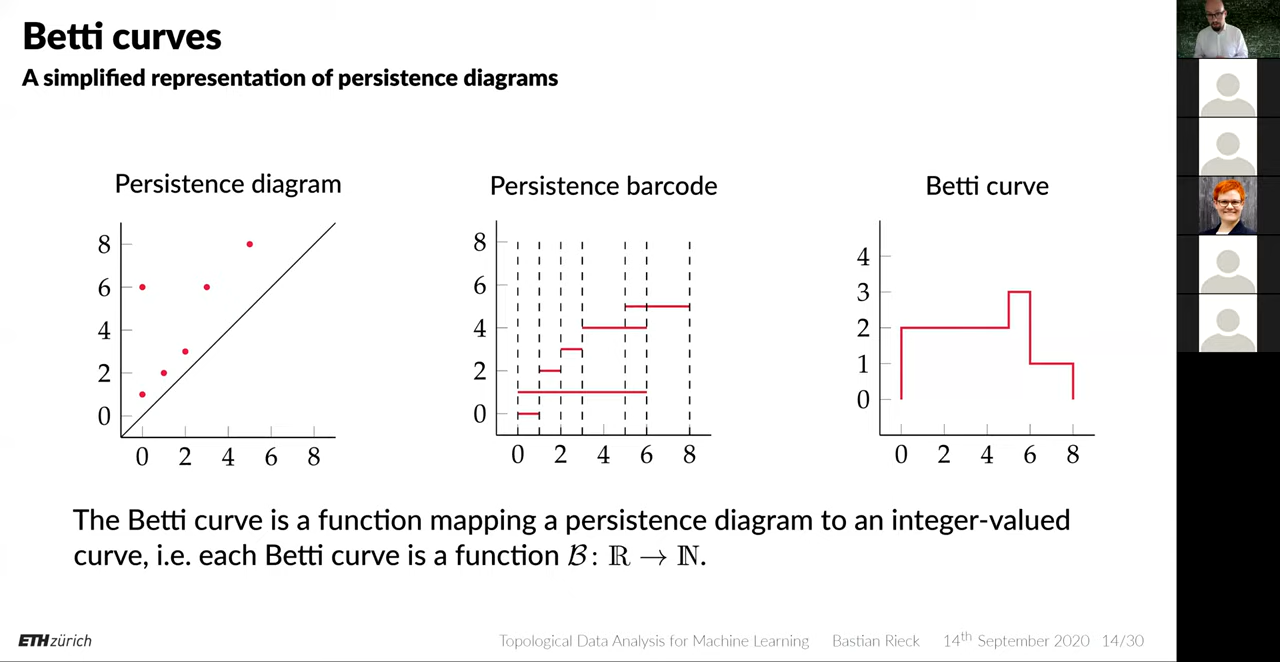 Betti curves
A simplified representation of persistence diagrams
Persistence diagram
8
6
4
2
0
0 2 4 6 8
Persistence barcode
8
6
4
2
0
0 2 4 6 8
Betti curve
4
3
2
1
0
0 2 4 6 8
The Betti curve is a function mapping a persistence diagram to an integer-valued
curve, i.e. each Betti curve is a function ℬ: ℝ → ℕ.
ETH zürich
Topological Data Analysis for Machine Learning Bastian Rieck 14th September 2020 14/30